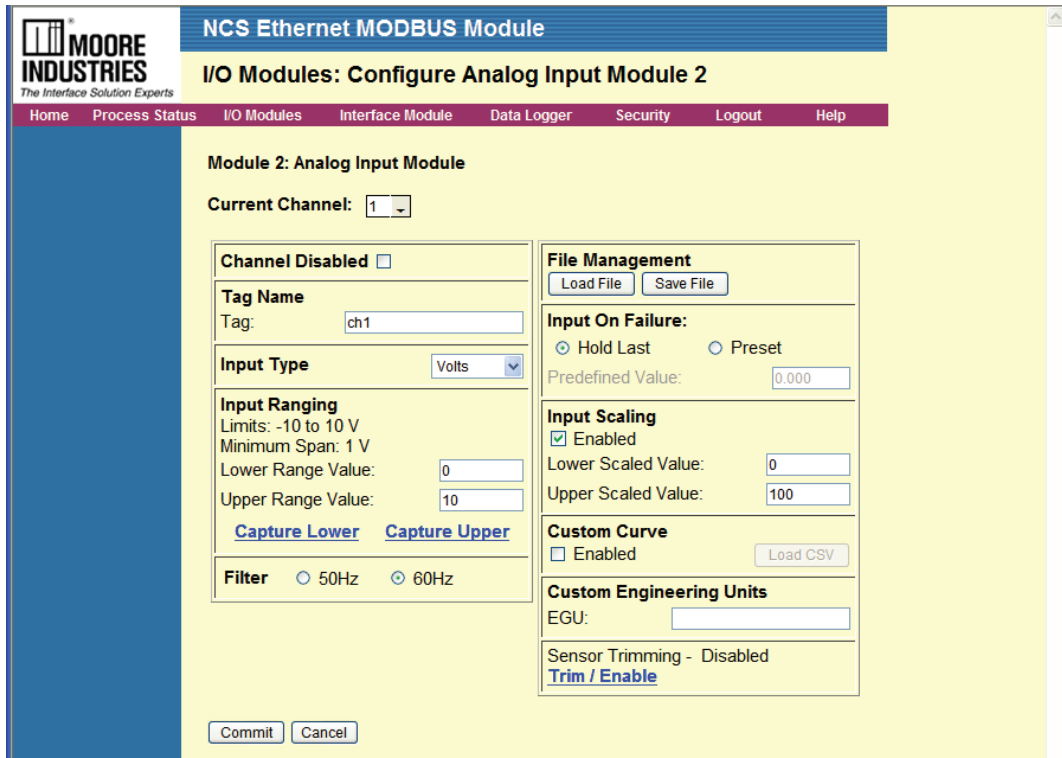 MOORE
INDUSTRIES
®
The Interface Solution Experts
NCS Ethernet MODBUS Module
I/O Modules: Configure Analog Input Module 2
Home Process Status I/O Modules Interface Module Data Logger Security Logout Help
Module 2: Analog Input Module
Current Channel: 1
Channel Disabled
Tag Name
Tag: ch1
Input Type Volts
Input Ranging
Limits: -10 to 10 V
Minimum Span: 1 V
Lower Range Value: 0
Upper Range Value: 10
Capture Lower Capture Upper
Filter 50Hz 60Hz
File Management
Load File Save File
Input On Failure:
Hold Last Preset
Predefined Value: 0.000
Input Scaling
Enabled
Lower Scaled Value: 0
Upper Scaled Value: 100
Custom Curve
Enabled Load CSV
Custom Engineering Units
EGU:
Sensor Trimming - Disabled
Trim / Enable
Commit Cancel